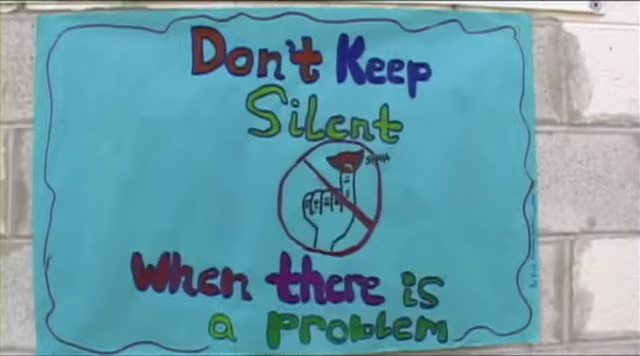 Don't Keep
Silent
When there is
a problem